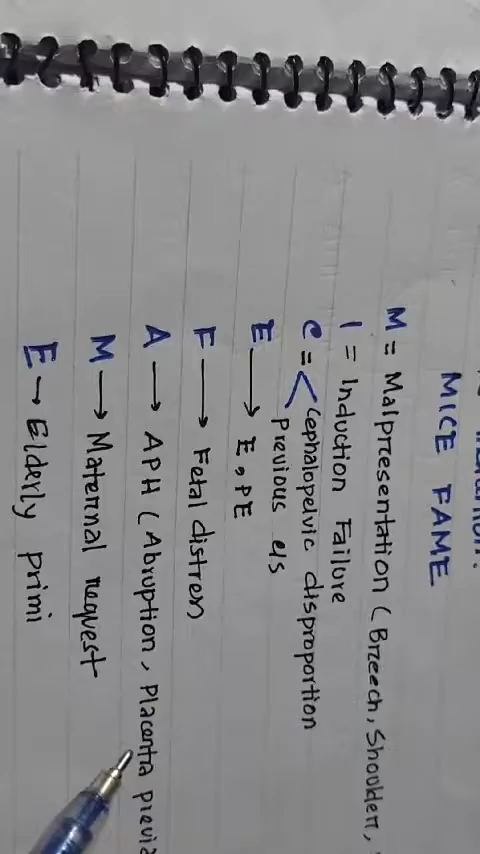 MICE FAME
M = Malpresentation (Breech, Shoulder,
I = Induction Failure
C = < Cephalopelvic disproportion
Previous c/s
E → E, PE
F → Fetal distress
A → APH (Abruption, Placenta previa
M → Maternal request
E → Elderly primi